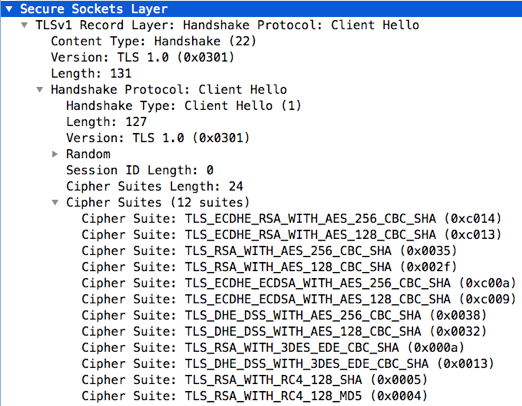 Secure Sockets Layer
TLSv1 Record Layer: Handshake Protocol: Client Hello
Content Type: Handshake (22)
Version: TLS 1.0 (0x0301)
Length: 131
Handshake Protocol: Client Hello
Handshake Type: Client Hello (1)
Length: 127
Version: TLS 1.0 (0x0301)
Random
Session ID Length: 0
Cipher Suites Length: 24
Cipher Suites (12 suites)
Cipher Suite: TLS_ECDHE_RSA_WITH_AES_256_CBC_SHA (0xc014)
Cipher Suite: TLS_ECDHE_RSA_WITH_AES_128_CBC_SHA (0xc013)
Cipher Suite: TLS_RSA_WITH_AES_256_CBC_SHA (0x0035)
Cipher Suite: TLS_RSA_WITH_AES_128_CBC_SHA (0x002f)
Cipher Suite: TLS_ECDHE_ECDSA_WITH_AES_256_CBC_SHA (0xc00a)
Cipher Suite: TLS_ECDHE_ECDSA_WITH_AES_128_CBC_SHA (0xc009)
Cipher Suite: TLS_DHE_DSS_WITH_AES_256_CBC_SHA (0x0038)
Cipher Suite: TLS_DHE_DSS_WITH_AES_128_CBC_SHA (0x0032)
Cipher Suite: TLS_RSA_WITH_3DES_EDE_CBC_SHA (0x000a)
Cipher Suite: TLS_DHE_DSS_WITH_3DES_EDE_CBC_SHA (0x0013)
Cipher Suite: TLS_RSA_WITH_RC4_128_SHA (0x0005)
Cipher Suite: TLS_RSA_WITH_RC4_128_MD5 (0x0004)